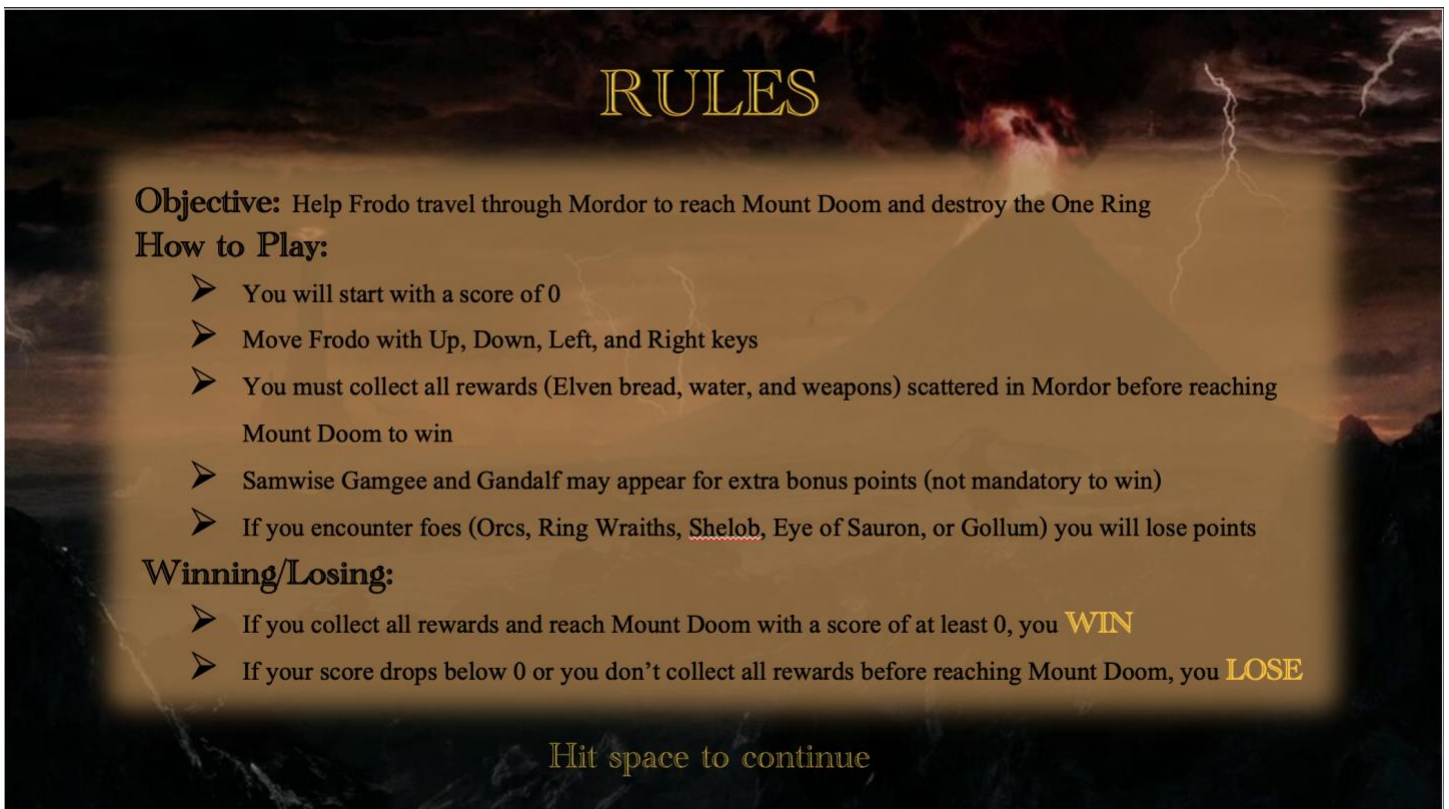 RULES
Objective: Help Frodo travel through Mordor to reach Mount Doom and destroy the One Ring
How to Play:
➢ You will start with a score of 0
➢ Move Frodo with Up, Down, Left, and Right keys
➢ You must collect all rewards (Elven bread, water, and weapons) scattered in Mordor before reaching
Mount Doom to win
➢ Samwise Gamgee and Gandalf may appear for extra bonus points (not mandatory to win)
➢ If you encounter foes (Orcs, Ring Wraiths, Shelob, Eye of Sauron, or Gollum) you will lose points
Winning/Losing:
➢ If you collect all rewards and reach Mount Doom with a score of at least 0, you WIN
➢ If your score drops below 0 or you don’t collect all rewards before reaching Mount Doom, you LOSE
Hit space to continue